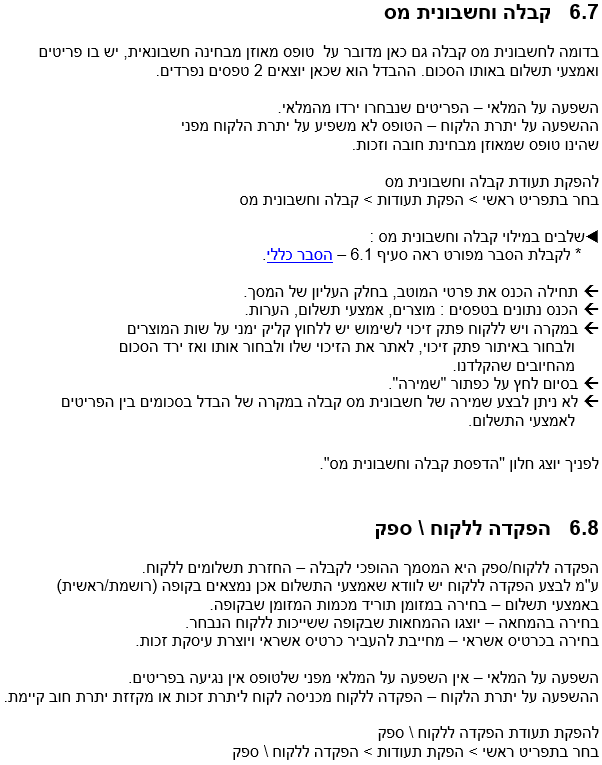 6.7 קבלה וחשבונית מס
בדומה לחשבונית מס קבלה גם כאן מדובר על טופס מאוזן מבחינה חשבונאית, יש בו פריטים
ואמצעי תשלום באותו הסכום. ההבדל הוא שכאן יוצאים 2 טפסים נפרדים.
השפעה על המלאי – הפריטים שנבחרו ירדו מהמלאי.
ההשפעה על יתרת הלקוח – הטופס לא משפיע על יתרת הלקוח מפני
שהינו טופס שמאוזן מבחינת חובה וזכות.
להפקת תעודת קבלה וחשבונית מס
בחר בתפריט ראשי > הפקת תעודות > קבלה וחשבונית מס
◄שלבים במילוי קבלה וחשבונית מס :
* לקבלת הסבר מפורט ראה סעיף 6.1 – הסבר כללי.
← תחילה הכנס את פרטי המוטב, בחלק העליון של המסך.
← הכנס נתונים בטפסים : מוצרים, אמצעי תשלום, הערות.
← במקרה ויש ללקוח פתק זיכוי לשימוש יש ללחוץ קליק ימני על שות המוצרים
ולבחור באיתור פתק זיכוי, לאתר את הזיכוי שלו ולבחור אותו ואז ירד הסכום
מהחיובים שהקלדנו.
← בסיום לחץ על כפתור "שמירה".
← לא ניתן לבצע שמירה של חשבונית מס קבלה במקרה של הבדל בסכומים בין הפריטים
לאמצעי התשלום.
לפניך יוצג חלון "הדפסת קבלה וחשבונית מס".
6.8 הפקדה ללקוח \ ספק
הפקדה ללקוח/ספק היא המסמך ההופכי לקבלה – החזרת תשלומים ללקוח.
ע"מ לבצע הפקדה ללקוח יש לוודא שאמצעי התשלום אכן נמצאים בקופה (רושמת/ראשית)
באמצעי תשלום – בחירה במזומן תוריד מכמות המזומן שבקופה.
בחירה בהמחאה – יוצגו ההמחאות שבקופה ששייכות ללקוח הנבחר.
בחירה בכרטיס אשראי – מחייבת להעביר כרטיס אשראי ויוצרת עיסקת זכות.
השפעה על המלאי – אין השפעה על המלאי מפני שלטופס אין נגיעה בפריטים.
ההשפעה על יתרת הלקוח – הפקדה ללקוח מכניסה לקוח ליתרת זכות או מקזזת יתרת חוב קיימת.
להפקת תעודת הפקדה ללקוח \ ספק
בחר בתפריט ראשי > הפקת תעודות > הפקדה ללקוח \ ספק